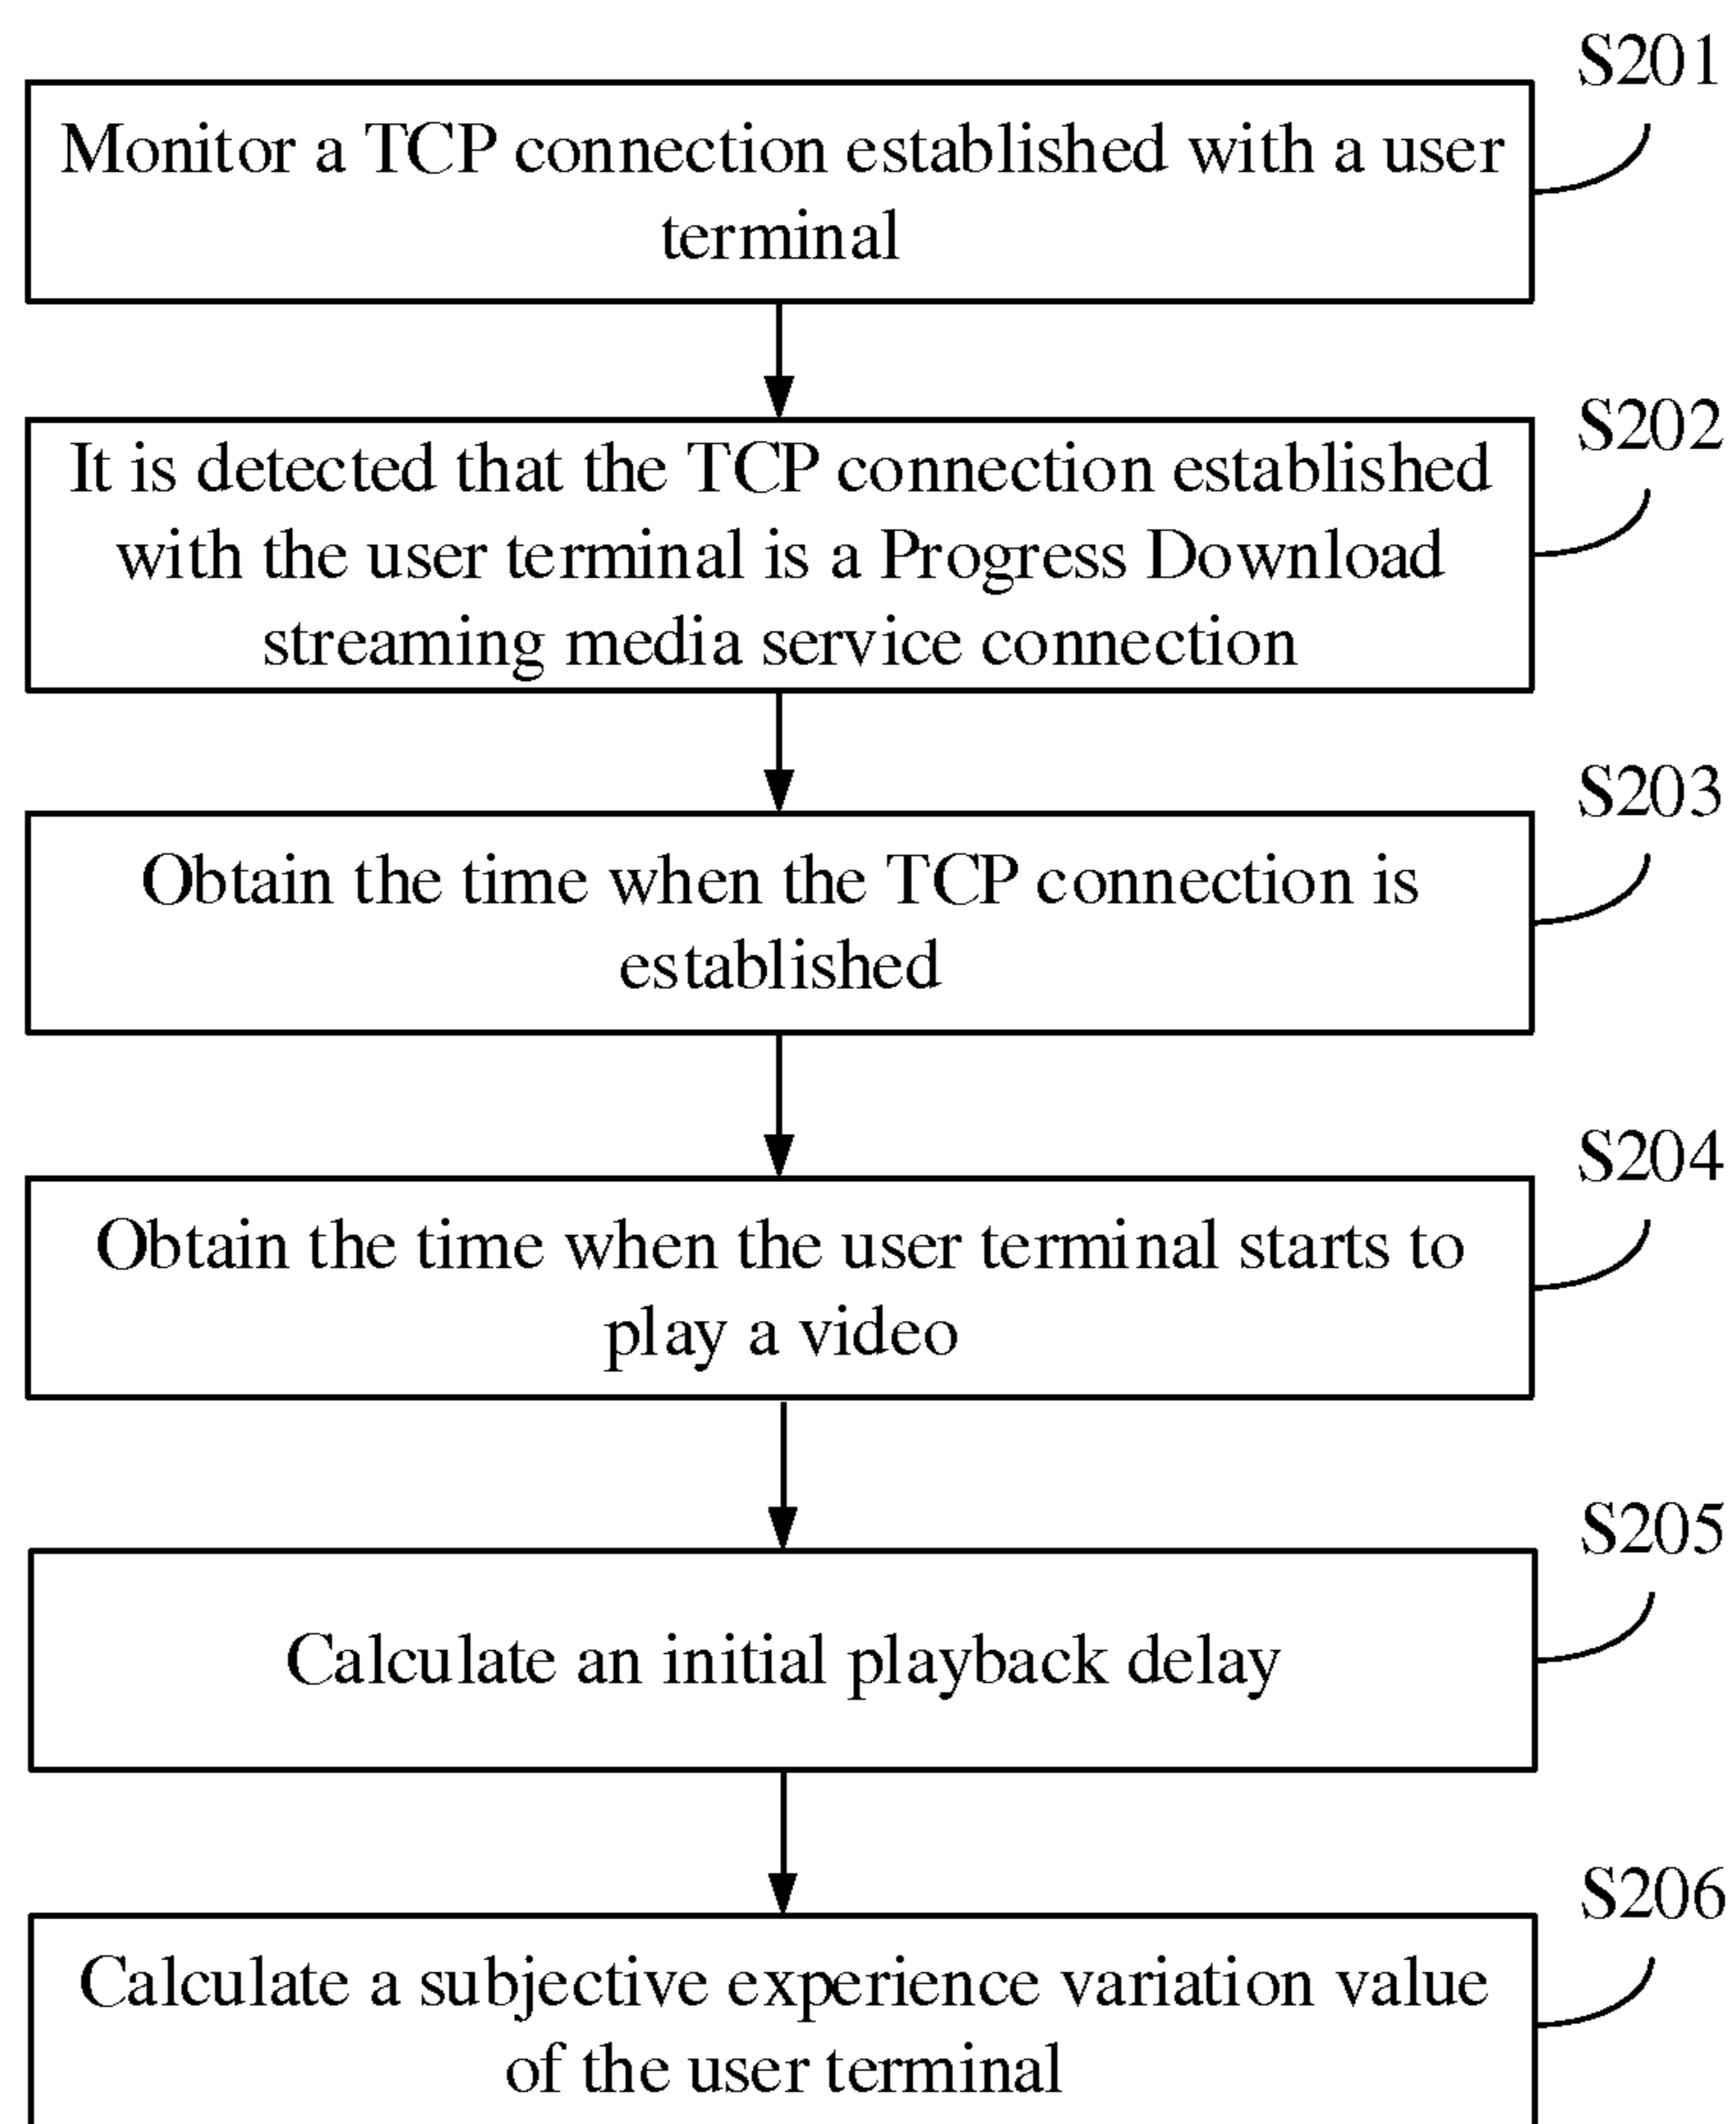 S201
Monitor a TCP connection established with a user
terminal
S202
It is detected that the TCP connection established
with the user terminal is a Progress Download
streaming media service connection
S203
Obtain the time when the TCP connection is
established
S204
Obtain the time when the user terminal starts to
play a video
S205
Calculate an initial playback delay
S206
Calculate a subjective experience variation value
of the user terminal